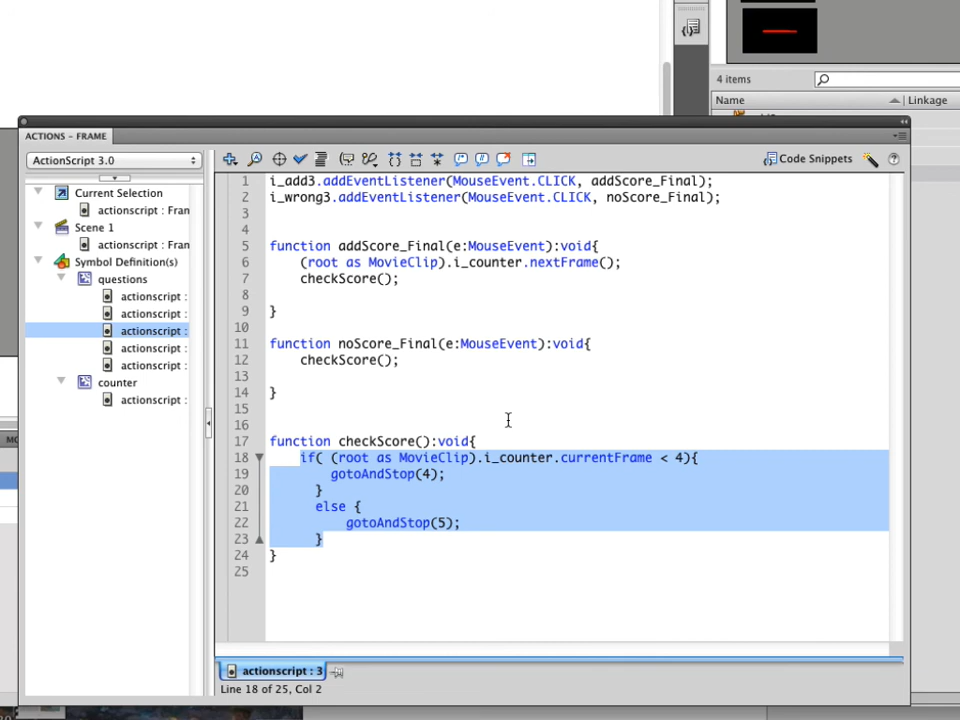 4 items
Name
Linkage
ACTIONS - FRAME
ActionScript 3.0
Code Snippets
Current Selection
actionscript : Fran
Scene 1
actionscript : Fran
Symbol Definition(s)
questions
actionscript :
actionscript :
actionscript :
actionscript :
actionscript :
counter
actionscript :
1 i_add3.addEventListener(MouseEvent.CLICK, addScore_Final);
2 i_wrong3.addEventListener(MouseEvent.CLICK, noScore_Final);
3
4
5 function addScore_Final(e:MouseEvent):void{
6 (root as MovieClip).i_counter.nextFrame();
7 checkScore();
8
9 }
10
11 function noScore_Final(e:MouseEvent):void{
12 checkScore();
13
14 }
15
16
17 function checkScore():void{
18 if( (root as MovieClip).i_counter.currentFrame < 4){
19 gotoAndStop(4);
20 }
21 else {
22 gotoAndStop(5);
23 }
24 }
25
actionscript : 3
Line 18 of 25, Col 2